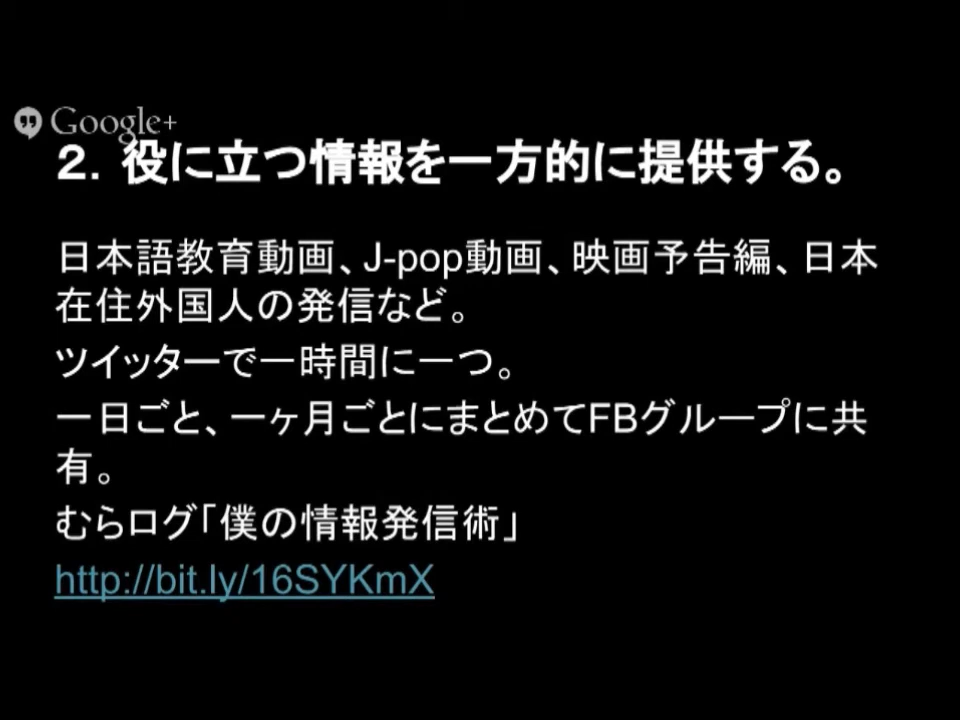 Google+
２．役に立つ情報を一方的に提供する。
日本語教育動画、J-pop動画、映画予告編、日本
在住外国人の発信など。
ツイッターで一時間に一つ。
一日ごと、一ヶ月ごとにまとめてFBグループに共
有。
むらログ「僕の情報発信術」
http://bit.ly/16SYKmX